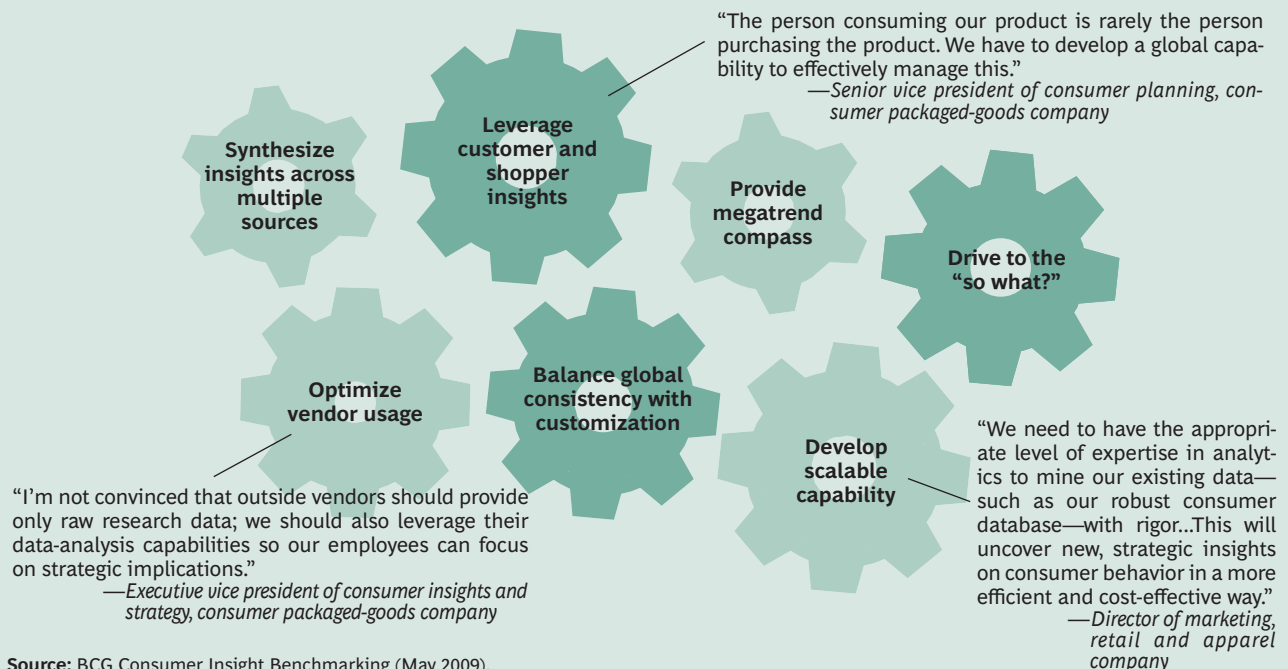 “The person consuming our product is rarely the person
purchasing the product. We have to develop a global capa-
bility to effectively manage this.”
—Senior vice president of consumer planning, con-
sumer packaged-goods company
Synthesize
insights across
multiple
sources
Leverage
customer and
shopper
insights
Provide
megatrend
compass
Drive to the
“so what?”
Optimize
vendor usage
Balance global
consistency with
customization
Develop
scalable
capability
“I’m not convinced that outside vendors should provide
only raw research data; we should also leverage their
data-analysis capabilities so our employees can focus
on strategic implications.”
—Executive vice president of consumer insights and
strategy, consumer packaged-goods company
“We need to have the appropri-
ate level of expertise in analyt-
ics to mine our existing data—
such as our robust consumer
database—with rigor...This will
uncover new, strategic insights
on consumer behavior in a more
efficient and cost-effective way.”
—Director of marketing,
retail and apparel
company
Source: BCG Consumer Insight Benchmarking (May 2009).